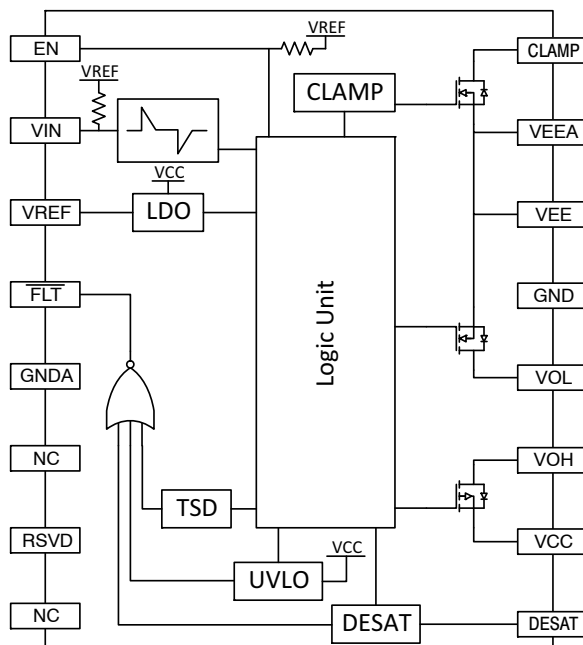 EN
VREF
CLAMP
VREF
CLAMP
VIN
VEEA
VCC
VREF
LDO
VEE
FLT
GND
Logic Unit
GNDA
VOL
NC
VOH
TSD
RSVD
VCC
VCC
UVLO
NC
DESAT
DESAT